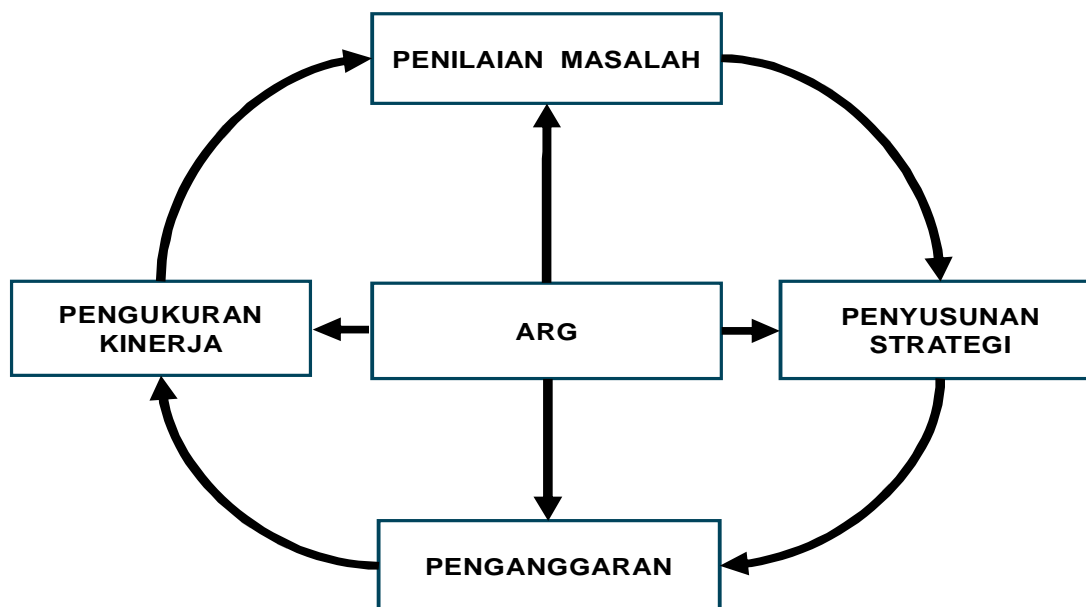 PENILAIAN MASALAH
PENGUKURAN
KINERJA
ARG
PENYUSUNAN
STRATEGI
PENGANGGARAN